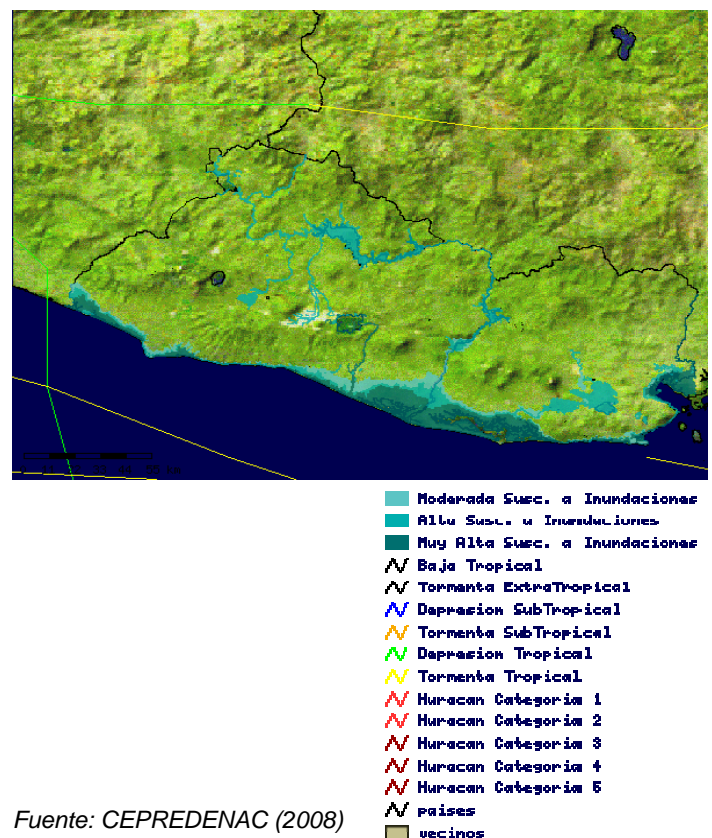 Moderada Susc. a Inundaciones
Alta Susc. a Inundaciones
Muy Alta Susc. a Inundaciones
Baja Tropical
Tormenta ExtraTropical
Depresion SubTropical
Tormenta SubTropical
Depresion Tropical
Tormenta Tropical
Huracan Categoria 1
Huracan Categoria 2
Huracan Categoria 3
Huracan Categoria 4
Huracan Categoria 5
paises
vecinos
Fuente: CEPREDENAC (2008)